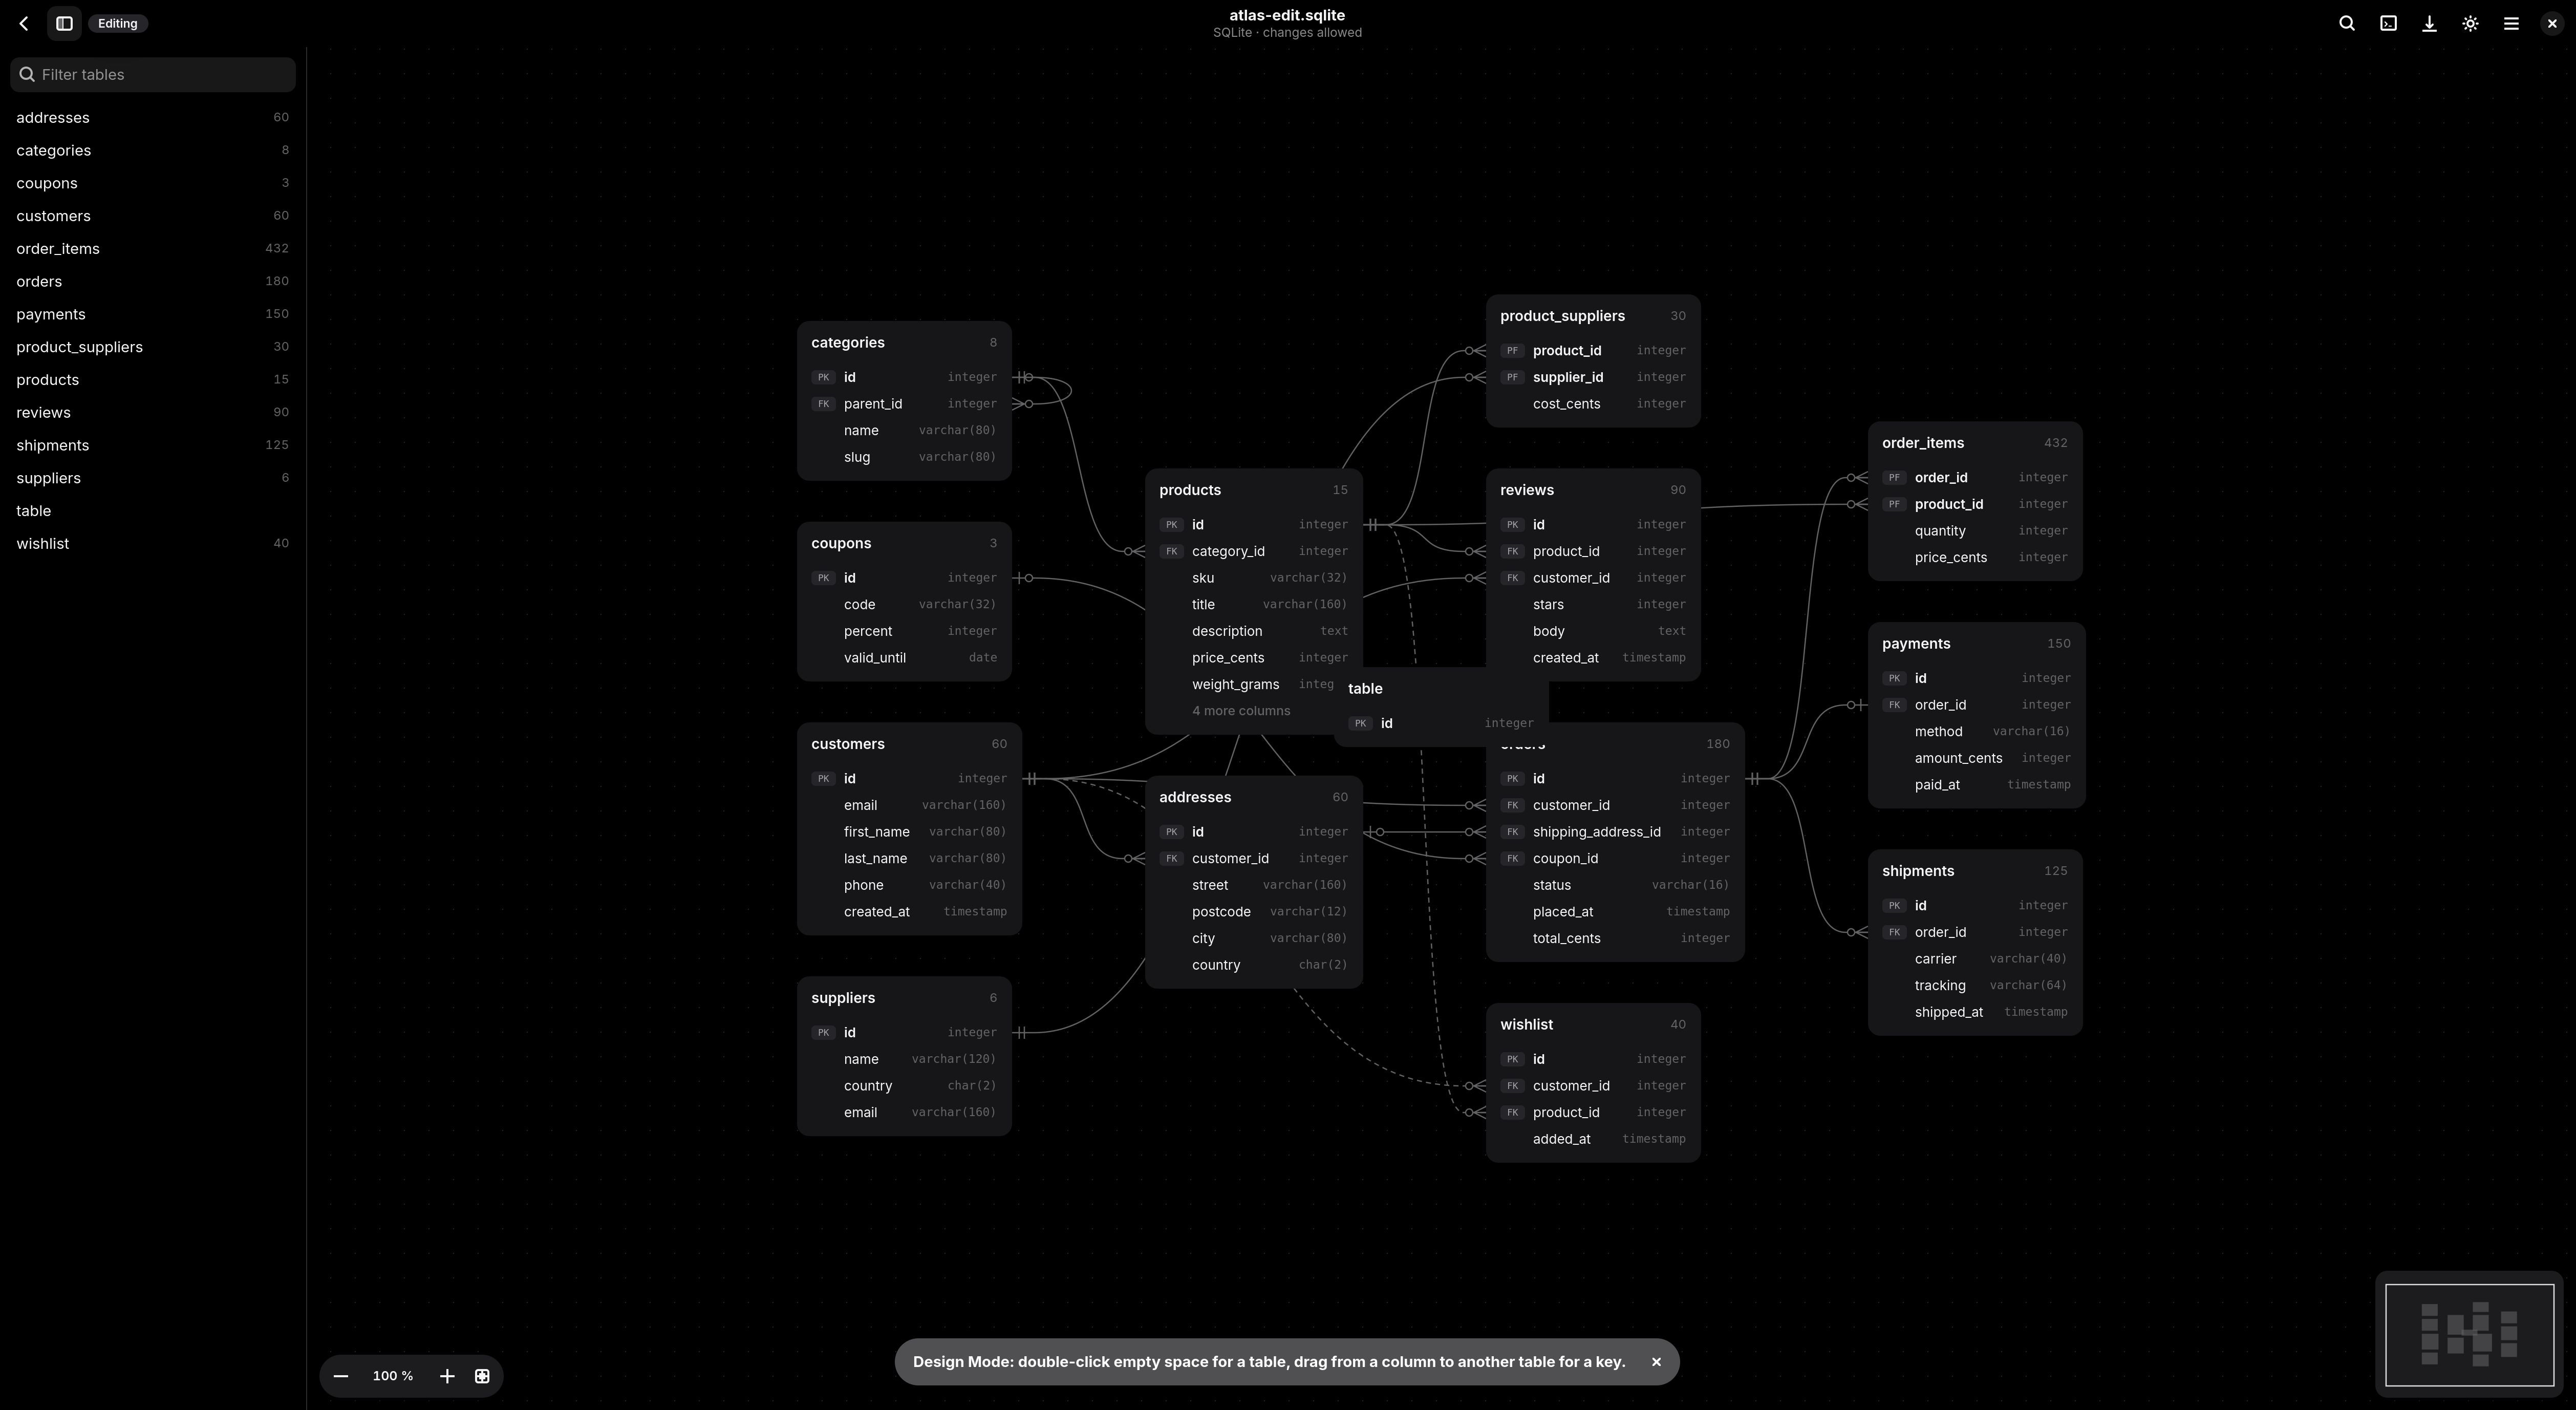 Editing
atlas-edit.sqlite
SQLite · changes allowed
Filter tables
addresses 60
categories 8
coupons 3
customers 60
order_items 432
orders 180
payments 150
product_suppliers 30
products 15
reviews 90
shipments 125
suppliers 6
table
wishlist 40
categories 8
PK id integer
FK parent_id integer
name varchar(80)
slug varchar(80)
coupons 3
PK id integer
code varchar(32)
percent integer
valid_until date
customers 60
PK id integer
email varchar(160)
first_name varchar(80)
last_name varchar(80)
phone varchar(40)
created_at timestamp
suppliers 6
PK id integer
name varchar(120)
country char(2)
email varchar(160)
products 15
PK id integer
FK category_id integer
sku varchar(32)
title varchar(160)
description text
price_cents integer
weight_grams integ
4 more columns
addresses 60
PK id integer
FK customer_id integer
street varchar(160)
postcode varchar(12)
city varchar(80)
country char(2)
table
PK id integer
product_suppliers 30
PF product_id integer
PF supplier_id integer
cost_cents integer
reviews 90
PK id integer
FK product_id integer
FK customer_id integer
stars integer
body text
created_at timestamp
orders 180
PK id integer
FK customer_id integer
FK shipping_address_id integer
FK coupon_id integer
status varchar(16)
placed_at timestamp
total_cents integer
wishlist 40
PK id integer
FK customer_id integer
FK product_id integer
added_at timestamp
order_items 432
PF order_id integer
PF product_id integer
quantity integer
price_cents integer
payments 150
PK id integer
FK order_id integer
method varchar(16)
amount_cents integer
paid_at timestamp
shipments 125
PK id integer
FK order_id integer
carrier varchar(40)
tracking varchar(64)
shipped_at timestamp
100 %
Design Mode: double-click empty space for a table, drag from a column to another table for a key.